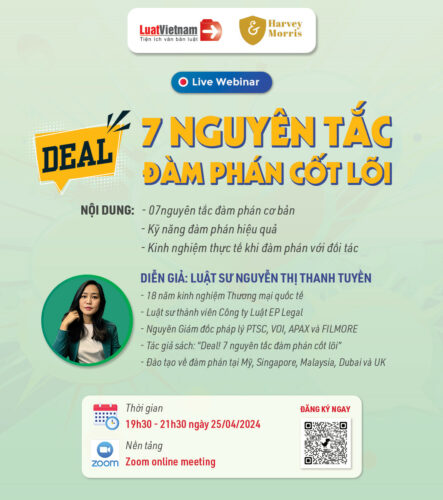 LuatVietnam
Tiện ích văn bản luật
Harvey
Morris
Live Webinar
DEAL
7 NGUYÊN TẮC
ĐÀM PHÁN CỐT LÕI
NỘI DUNG:
- 07nguyên tắc đàm phán cơ bản
- Kỹ năng đàm phán hiệu quả
- Kinh nghiệm thực tế khi đàm phán với đối tác
DIỄN GIẢ: LUẬT SƯ NGUYỄN THỊ THANH TUYỀN
- 18 năm kinh nghiệm Thương mại quốc tế
- Luật sư thành viên Công ty Luật EP Legal
- Nguyên Giám đốc pháp lý PTSC, VOI, APAX và FILMORE
- Tác giả sách: "Deal! 7 nguyên tắc đàm phán cốt lõi"
- Đào tạo về đàm phán tại Mỹ, Singapore, Malaysia, Dubai và UK
Thời gian
19h30 - 21h30 ngày 25/04/2024
Nền tảng
zoom
Zoom online meeting
ĐĂNG KÝ NGAY